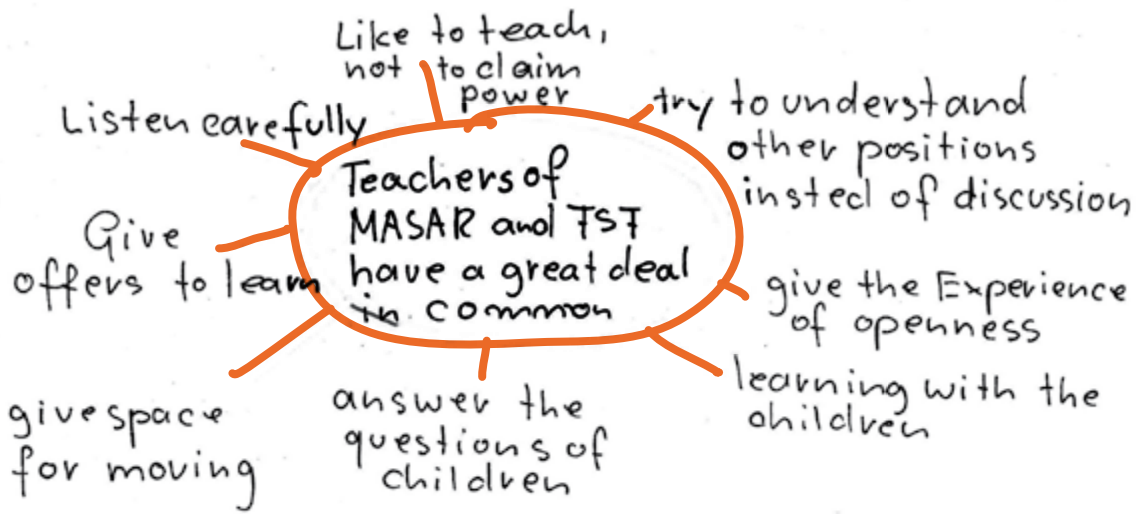 Like to teach,
not to claim
power
try to understand
other positions
insted of discussion
give the Experience
of openness
learning with the
children
answer the
questions of
children
give space
for moving
Give
offers to learn
Listen carefully
Teachers of
MASAR and TST
have a great deal
in common